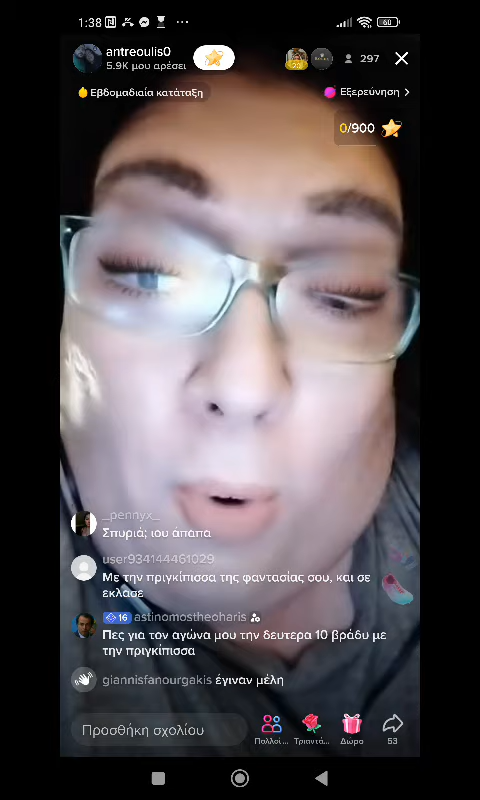 1:38
60
antreoulis0
5.9K μου αρέσει
297
Εβδομαδιαία κατάταξη
Εξερεύνηση
0/900
_pennyx_
Σπυριά; ιου άπαπα
user934144461029
Με την πριγκίπισσα της φαντασίας σου, και σε
εκλασε
16 astinomostheoharis
Πες για τον αγώνα μου την δευτερα 10 βράδυ με
την πριγκίπισσα
giannisfanourgakis έγιναν μέλη
Προσθήκη σχολίου
Πολλοί...
Τριαντά...
Δώρο
53